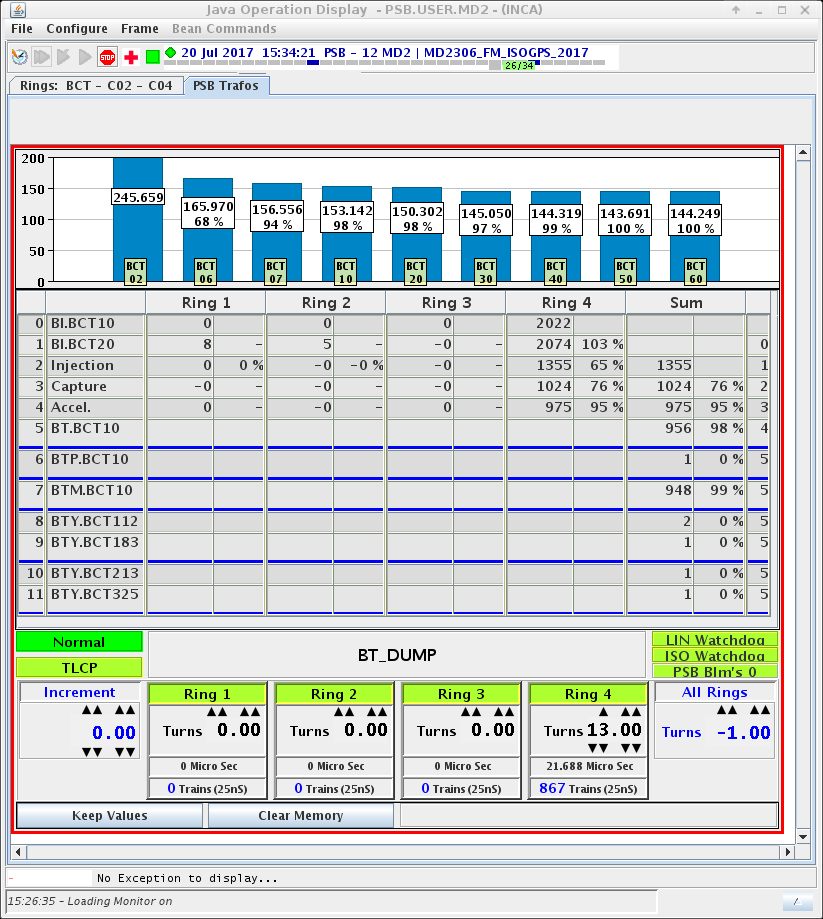 Java Operation Display - PSB.USER.MD2 - (INCA)
File Configure Frame Bean Commands
STOP 20 Jul 2017 15:34:21 PSB - 12 MD2 | MD2306_FM_ISOGPS_2017
26/34
Rings: BCT - C02 - C04 PSB Trafos
200
150
100
50
0
245.659 165.970 156.556 153.142 150.302 145.050 144.319 143.691 144.249
68 % 94 % 98 % 98 % 97 % 99 % 100 % 100 %
BCT BCT BCT BCT BCT BCT BCT BCT BCT
02 06 07 10 20 30 40 50 60
Ring 1 Ring 2 Ring 3 Ring 4 Sum
0 BI.BCT10 0 0 0 2022
1 BI.BCT20 8 - 5 - -0 - 2074 103 % 0
2 Injection 0 0 % -0 -0 % -0 - 1355 65 % 1355 1
3 Capture -0 - -0 - -0 - 1024 76 % 1024 76 % 2
4 Accel. 0 - -0 - 0 - 975 95 % 975 95 % 3
5 BT.BCT10 956 98 % 4
6 BTP.BCT10 1 0 % 5
7 BTM.BCT10 948 99 % 5
8 BTY.BCT112 2 0 % 5
9 BTY.BCT183 1 0 % 5
10 BTY.BCT213 1 0 % 5
11 BTY.BCT325 1 0 % 5
Normal
TLCP
BT_DUMP
LIN Watchdog
ISO Watchdog
PSB Blm's 0
Increment
0.00
Ring 1
Turns 0.00
0 Micro Sec
0 Trains (25nS)
Ring 2
Turns 0.00
0 Micro Sec
0 Trains (25nS)
Ring 3
Turns 0.00
0 Micro Sec
0 Trains (25nS)
Ring 4
Turns 13.00
21.688 Micro Sec
867 Trains (25nS)
All Rings
Turns -1.00
Keep Values Clear Memory
- No Exception to display...
15:26:35 - Loading Monitor on